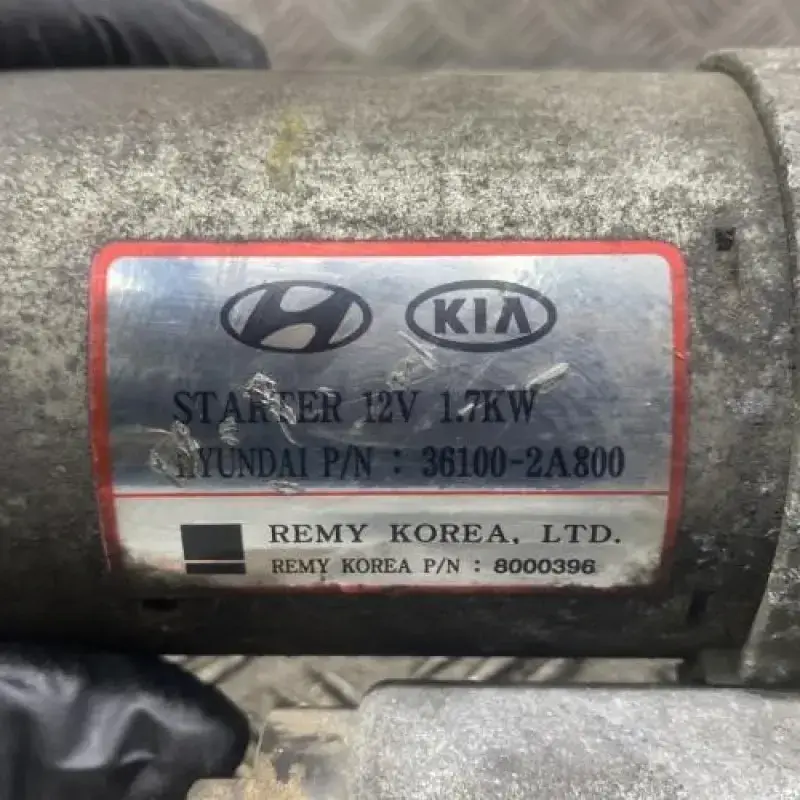 KIA
STARTER 12V 1.7KW
HYUNDAI P/N : 36100-2A800
REMY KOREA, LTD.
REMY KOREA P/N : 8000396